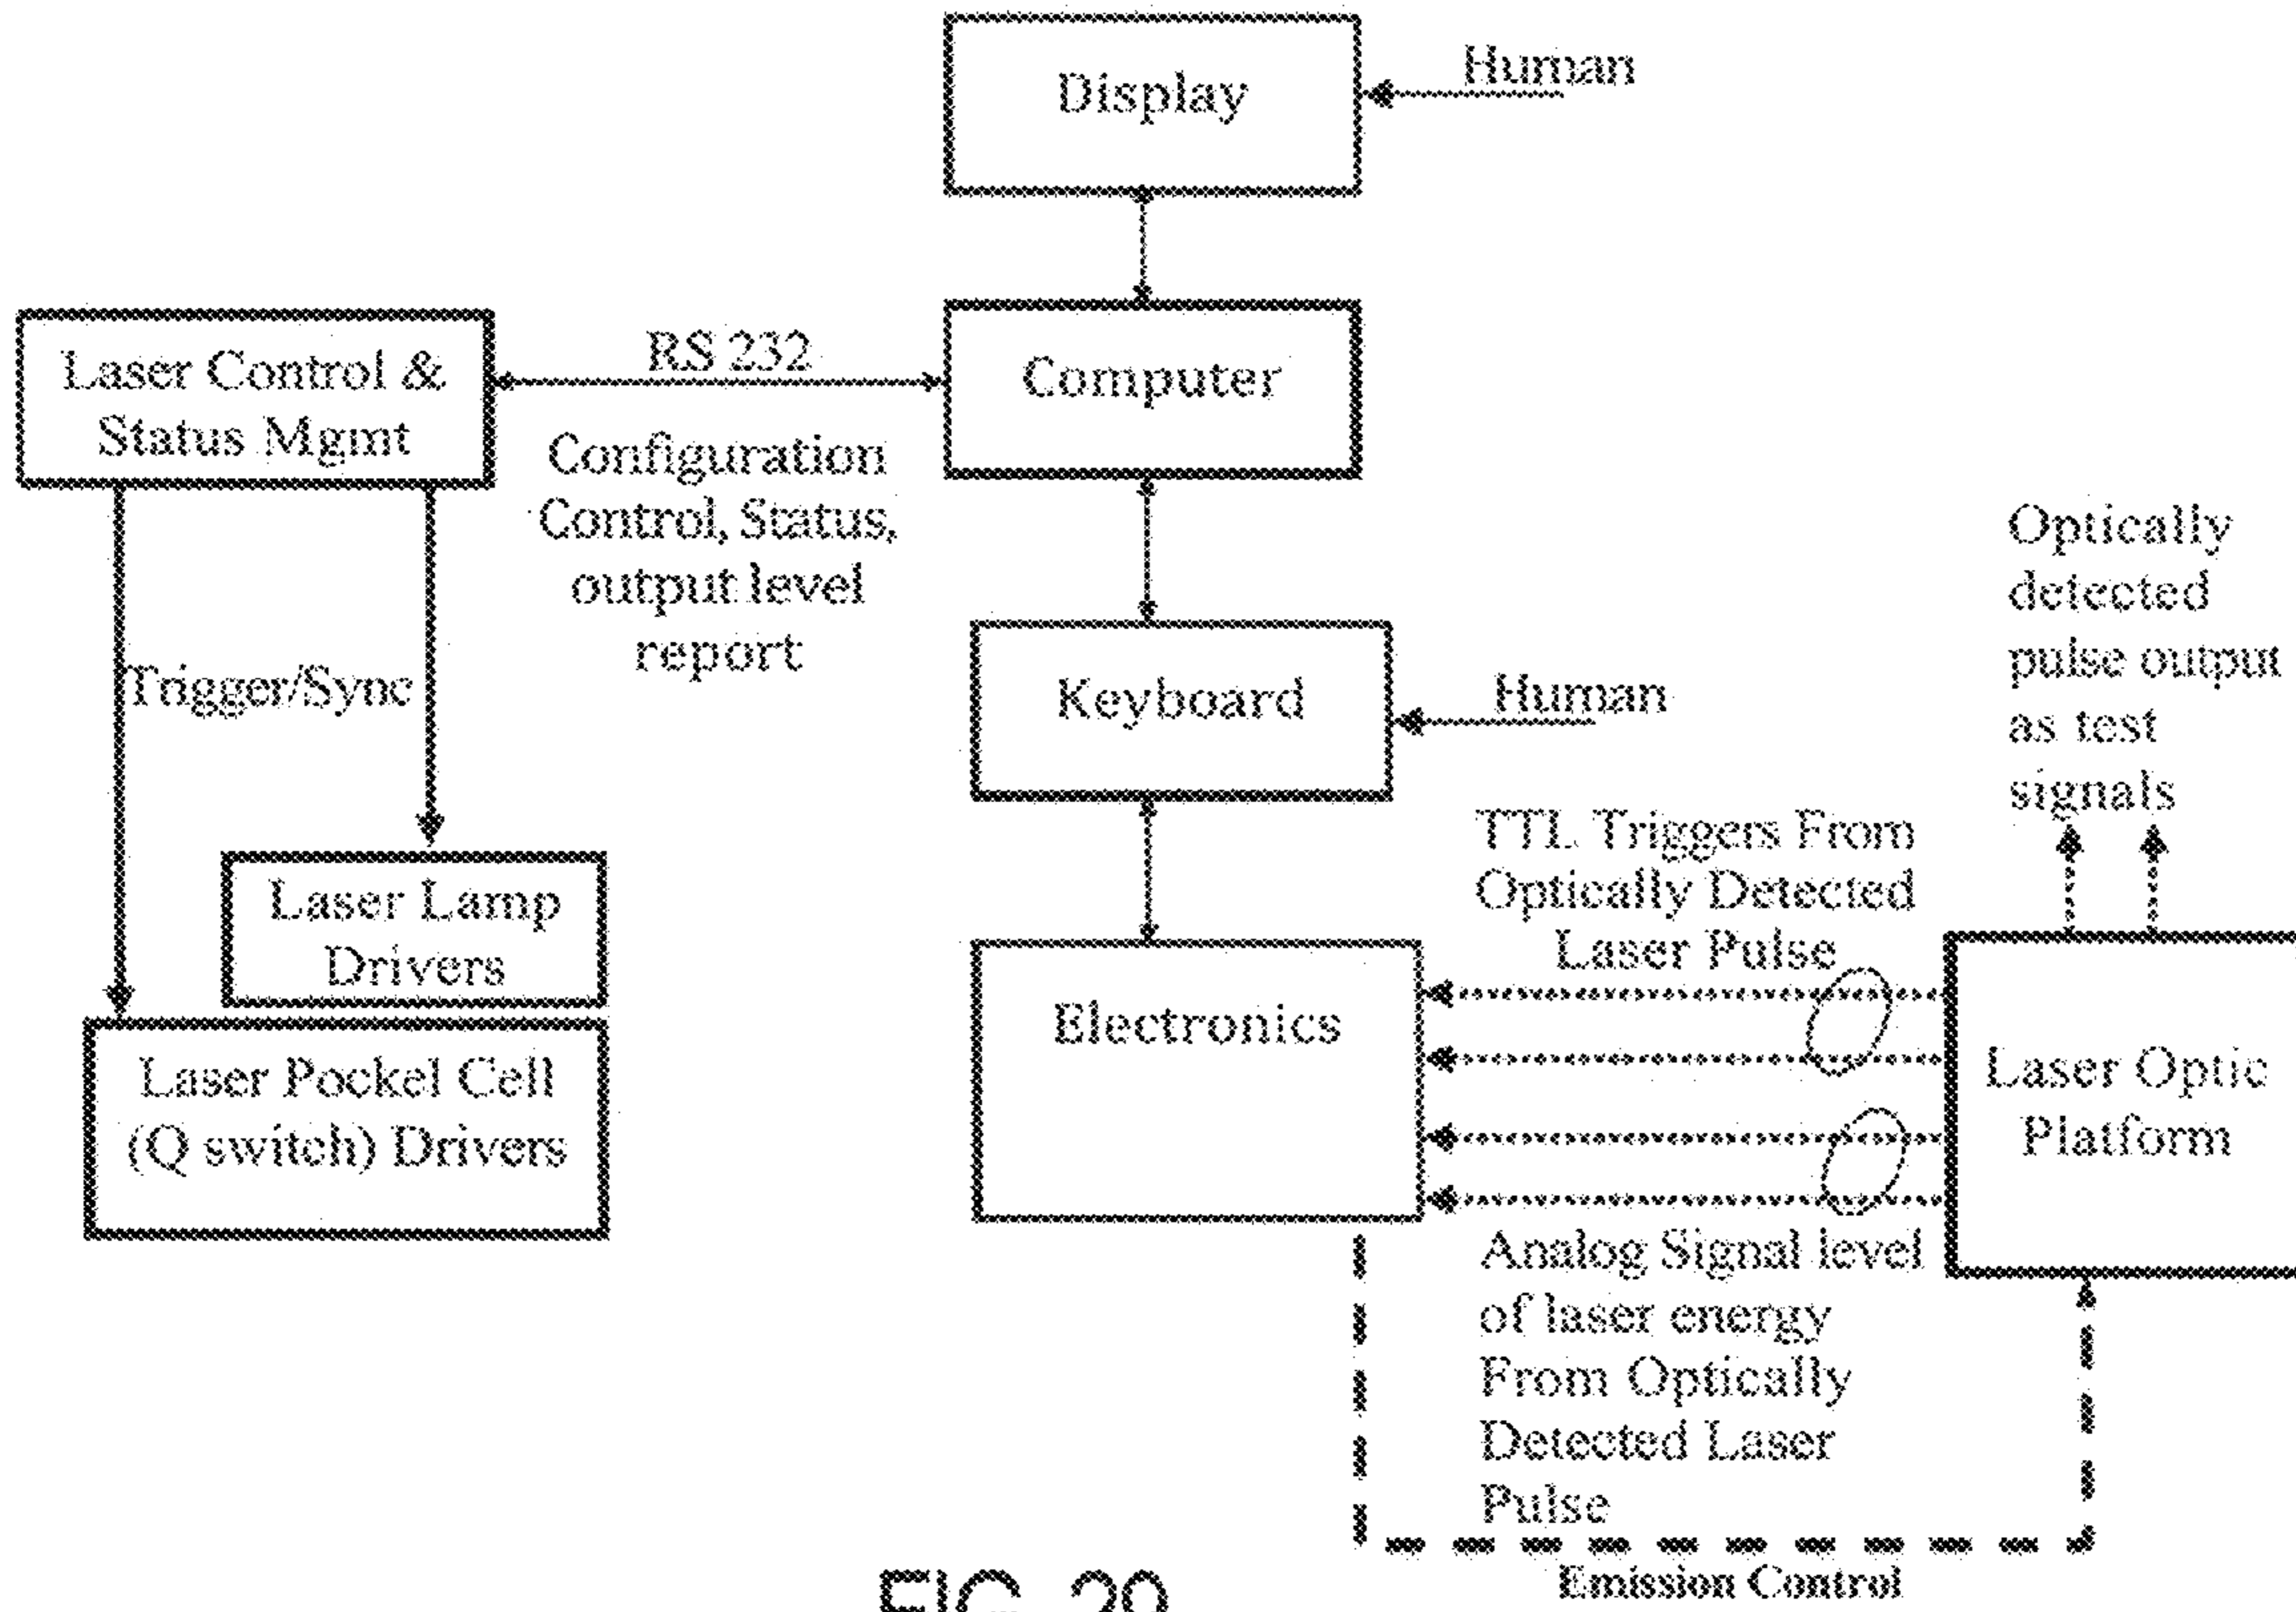 Display
Human
Laser Control &
Status Mgmt
RS 232
Computer
Configuration
Control, Status,
output level
report
Trigger/Sync
Keyboard
Human
Optically
detected
pulse output
as test
signals
Laser Lamp
Drivers
TTL Triggers From
Optically Detected
Laser Pulse
Electronics
Laser Pockel Cell
(Q switch) Drivers
Laser Optic
Platform
Analog Signal level
of laser energy
From Optically
Detected Laser
Pulse
Emission Control